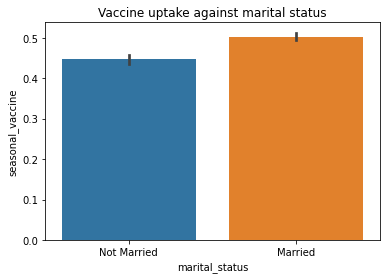 Vaccine uptake against marital status
seasonal_vaccine
0.5
0.4
0.3
0.2
0.1
0.0
Not Married
Married
marital_status